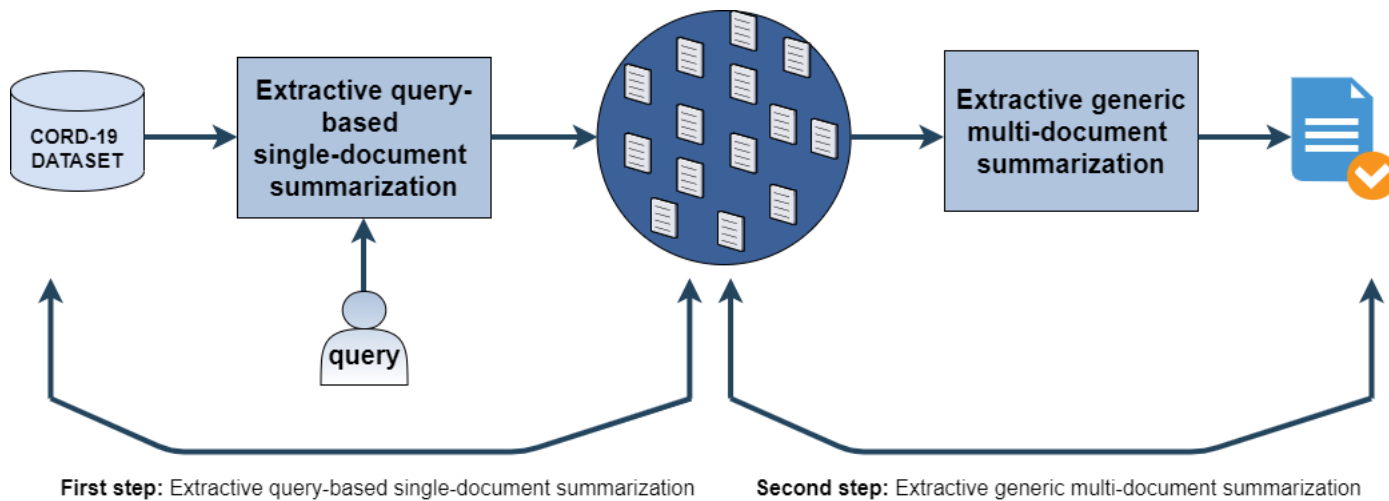 CORD-19
DATASET
Extractive query-
based
single-document
summarization
query
Extractive generic
multi-document
summarization
First step: Extractive query-based single-document summarization
Second step: Extractive generic multi-document summarization